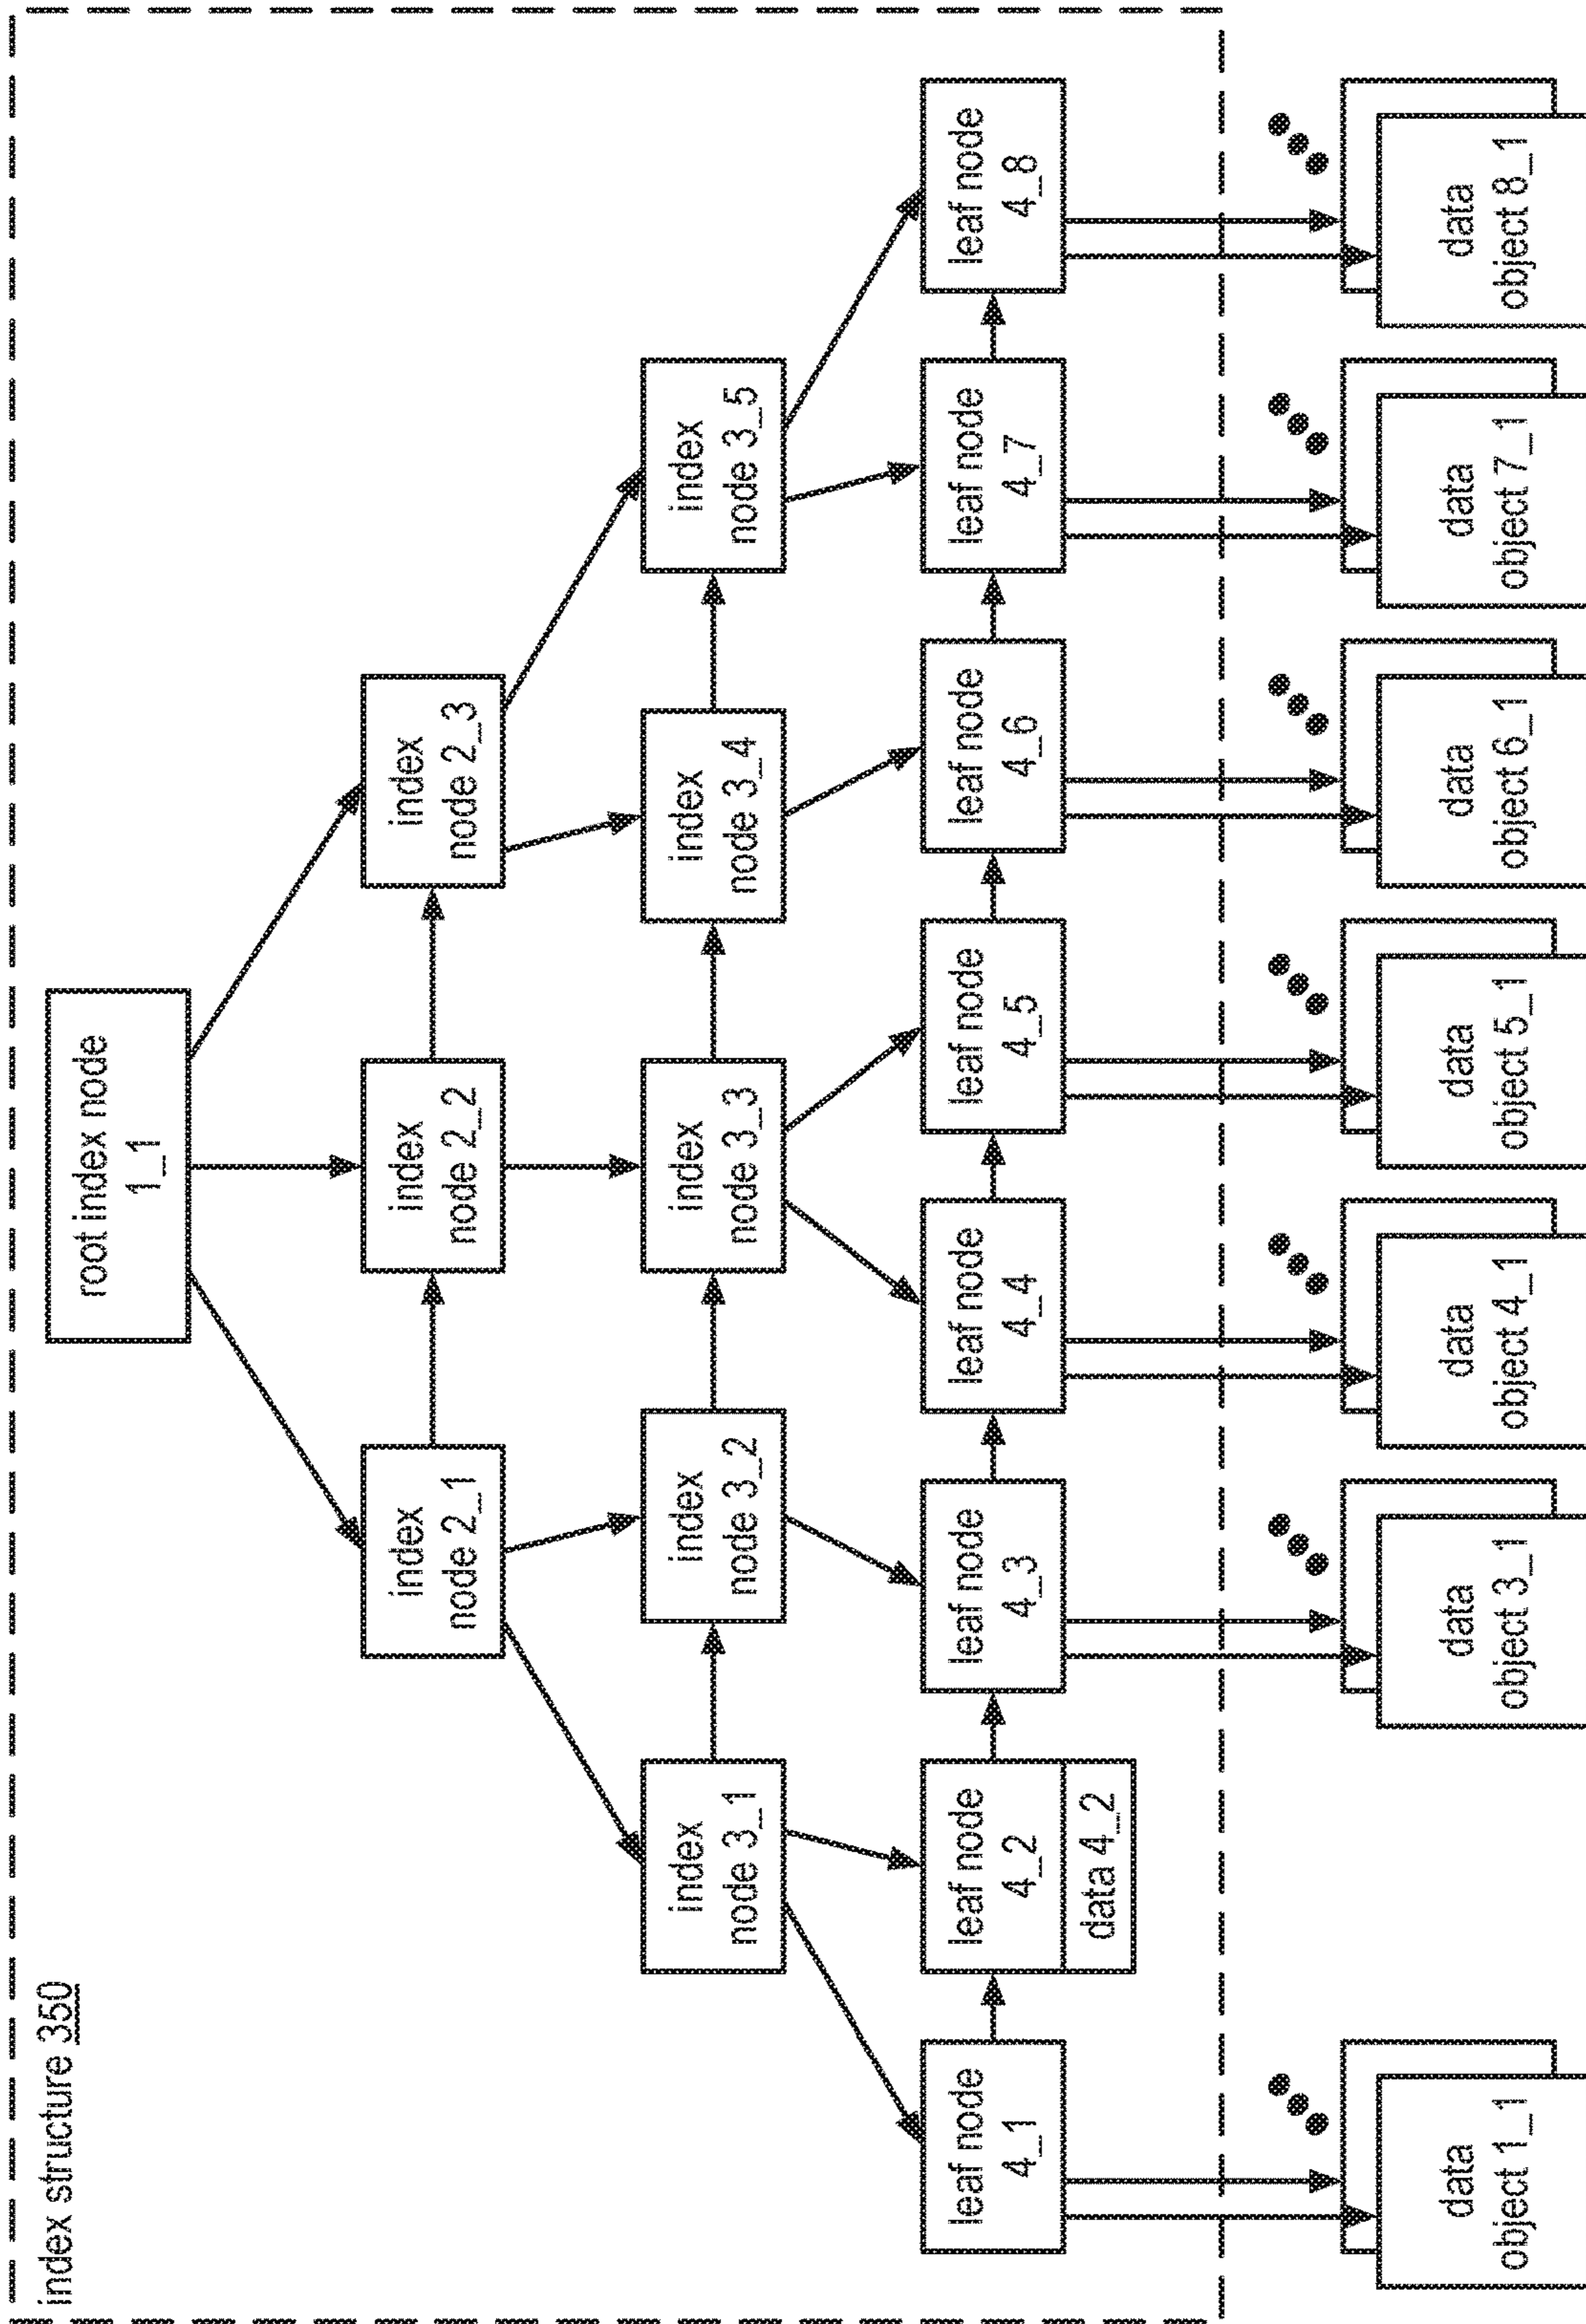 index structure 350
root index node
1_1
index
node 2_1
index
node 2_2
index
node 2_3
index
node 3_1
index
node 3_2
index
node 3_3
index
node 3_4
index
node 3_5
leaf node
4_1
leaf node
4_2
data 4_2
leaf node
4_3
leaf node
4_4
leaf node
4_5
leaf node
4_6
leaf node
4_7
leaf node
4_8
data
object 1_1
data
object 3_1
data
object 4_1
data
object 5_1
data
object 6_1
data
object 7_1
data
object 8_1